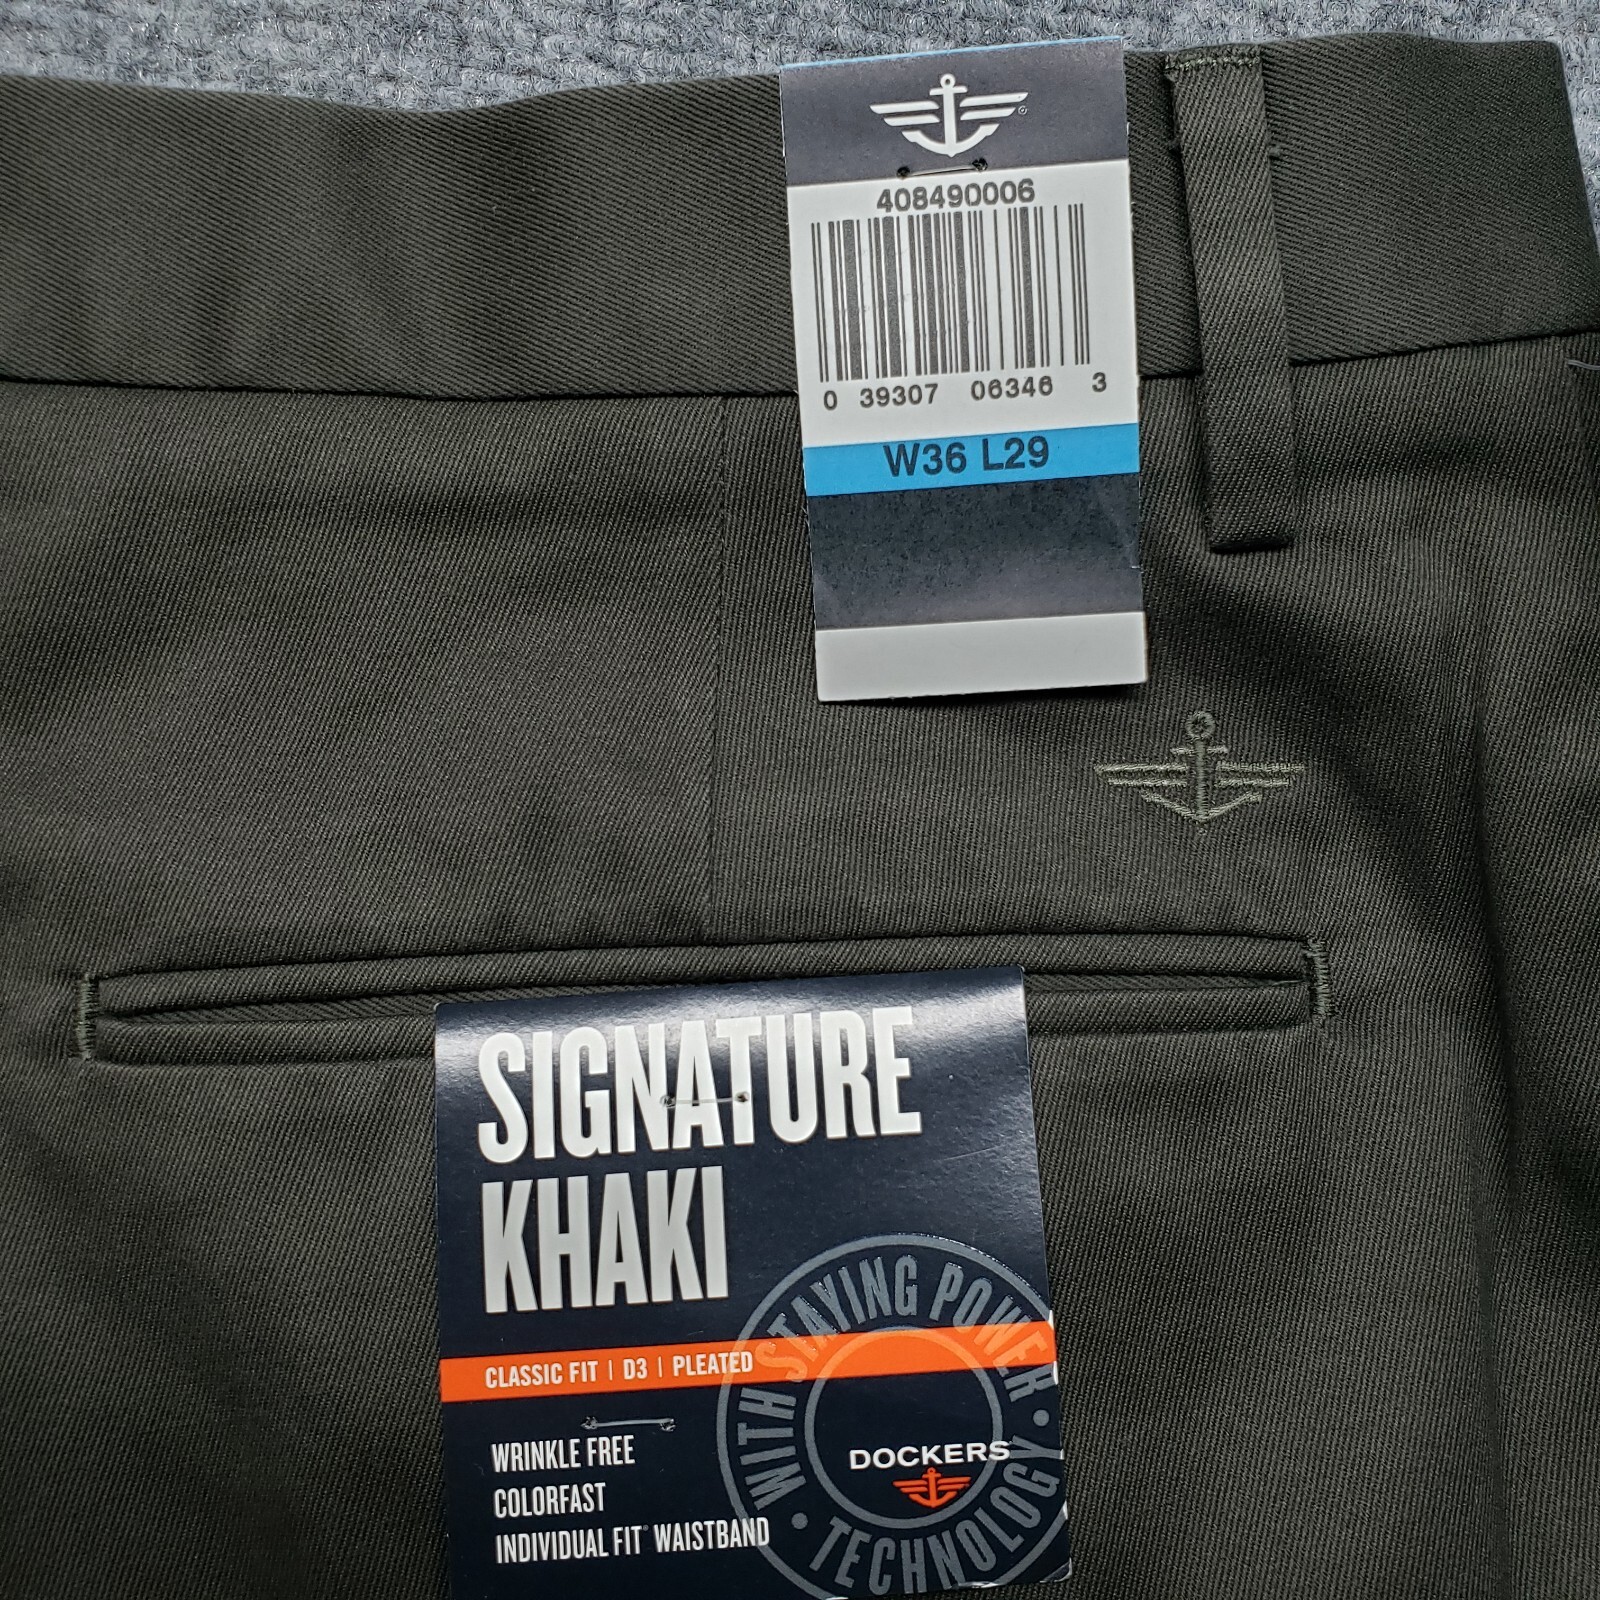 408490006
0 39307 06346 3
W36 L29
SIGNATURE
KHAKI
CLASSIC FIT | D3 | PLEATED
WRINKLE FREE
COLORFAST
INDIVIDUAL FIT® WAISTBAND
• WITH STAYING POWER • TECHNOLOGY
DOCKERS